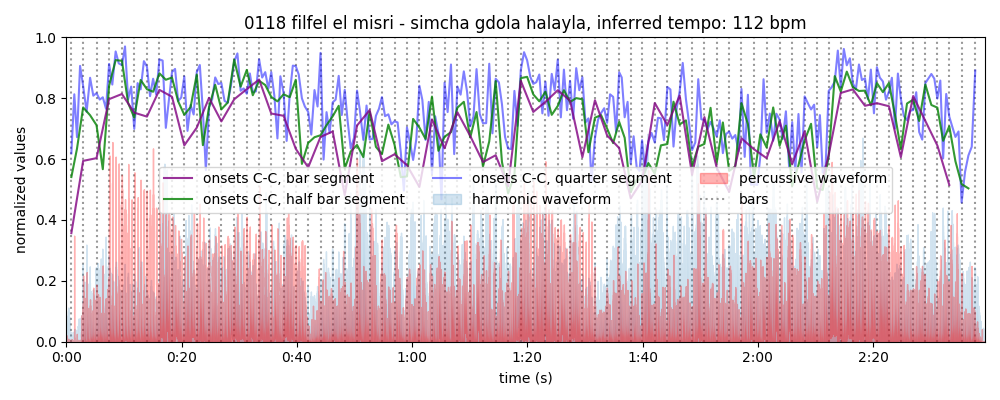 0118 filfel el misri - simcha gdola halayla, inferred tempo: 112 bpm
normalized values
1.0
0.8
0.6
0.4
0.2
0.0
onsets C-C, bar segment
onsets C-C, half bar segment
onsets C-C, quarter segment
harmonic waveform
percussive waveform
bars
0:00 0:20 0:40 1:00 1:20 1:40 2:00 2:20
time (s)